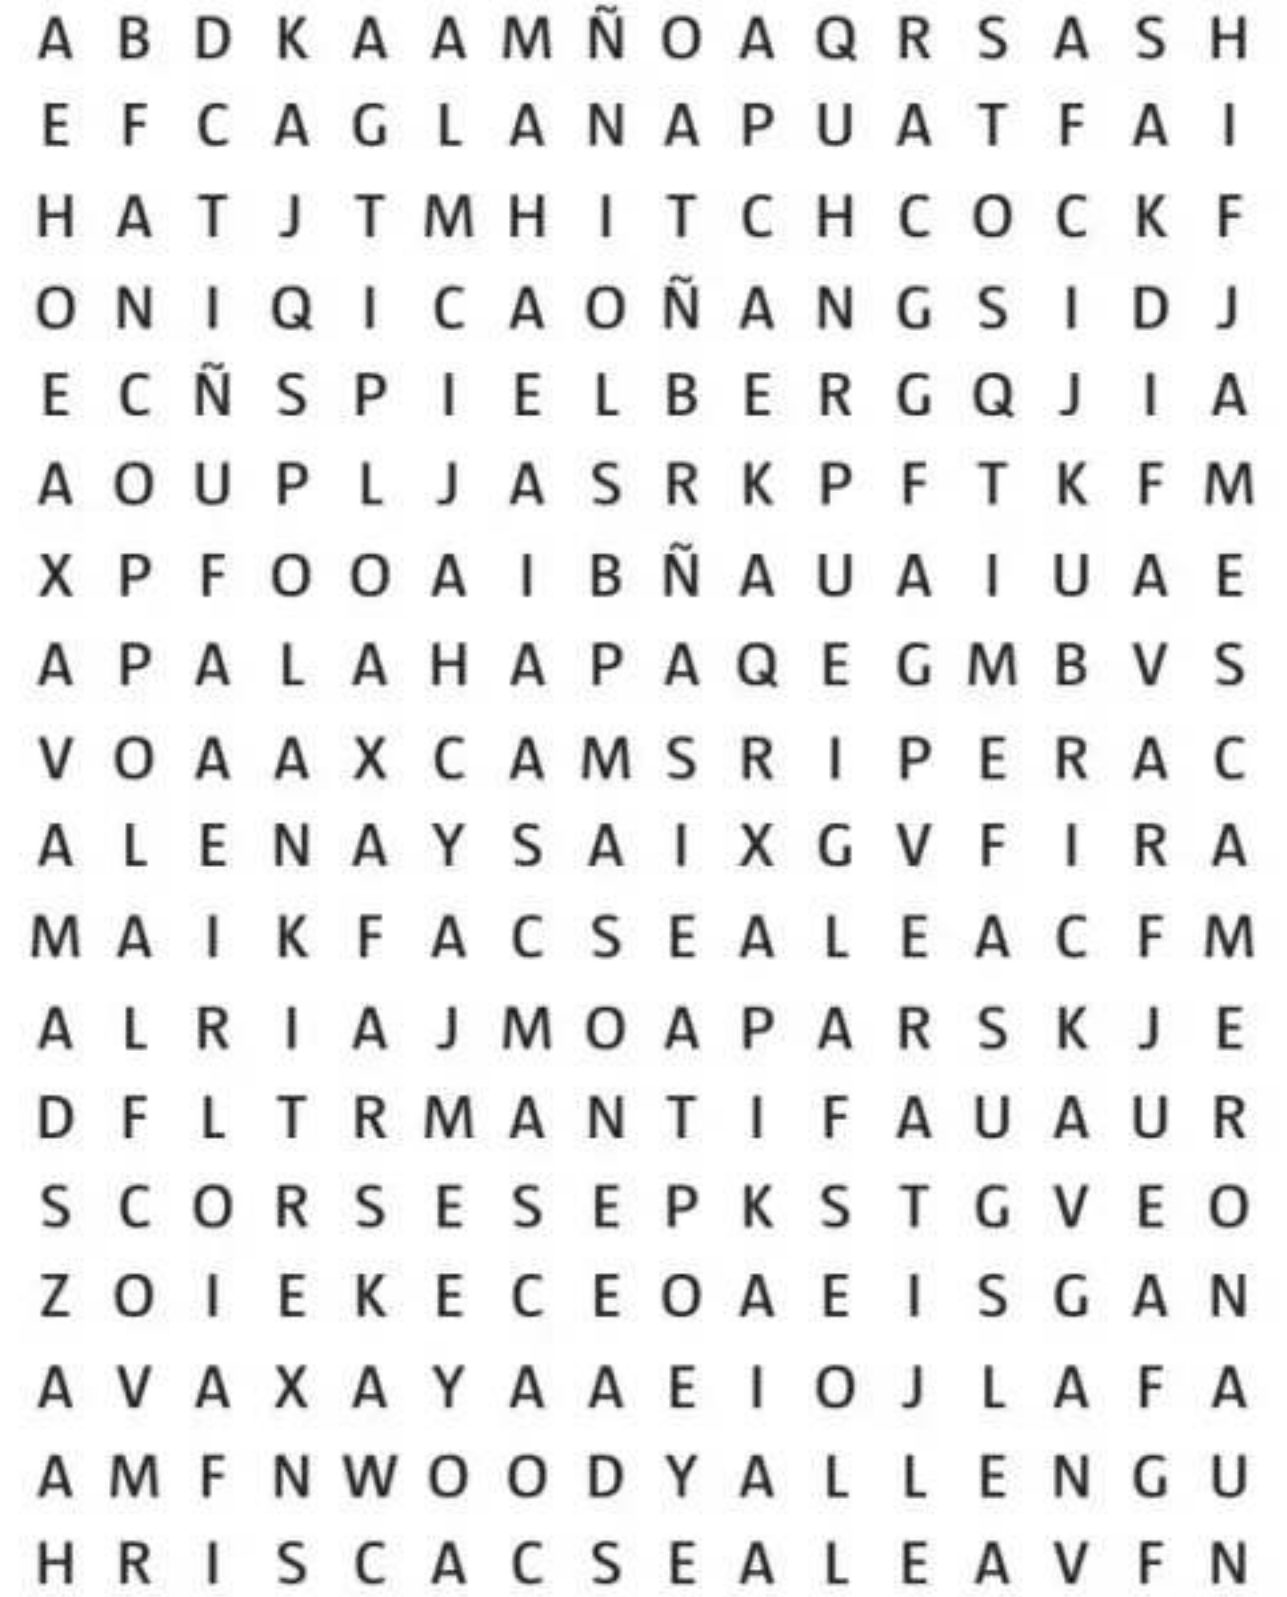 A B D K A A M Ñ O A Q R S A S H
E F C A G L A N A P U A T F A I
H A T J T M H I T C H C O C K F
O N I Q I C A O Ñ A N G S I D J
E C Ñ S P I E L B E R G Q J I A
A O U P L J A S R K P F T K F M
X P F O O A I B Ñ A U A I U A E
A P A L A H A P A Q E G M B V S
V O A A X C A M S R I P E R A C
A L E N A Y S A I X G V F I R A
M A I K F A C S E A L E A C F M
A L R I A J M O A P A R S K J E
D F L T R M A N T I F A U A U R
S C O R S E S E P K S T G V E O
Z O I E K E C E O A E I S G A N
A V A X A Y A A E I O J L A F A
A M F N W O O D Y A L L E N G U
H R I S C A C S E A L E A V F N